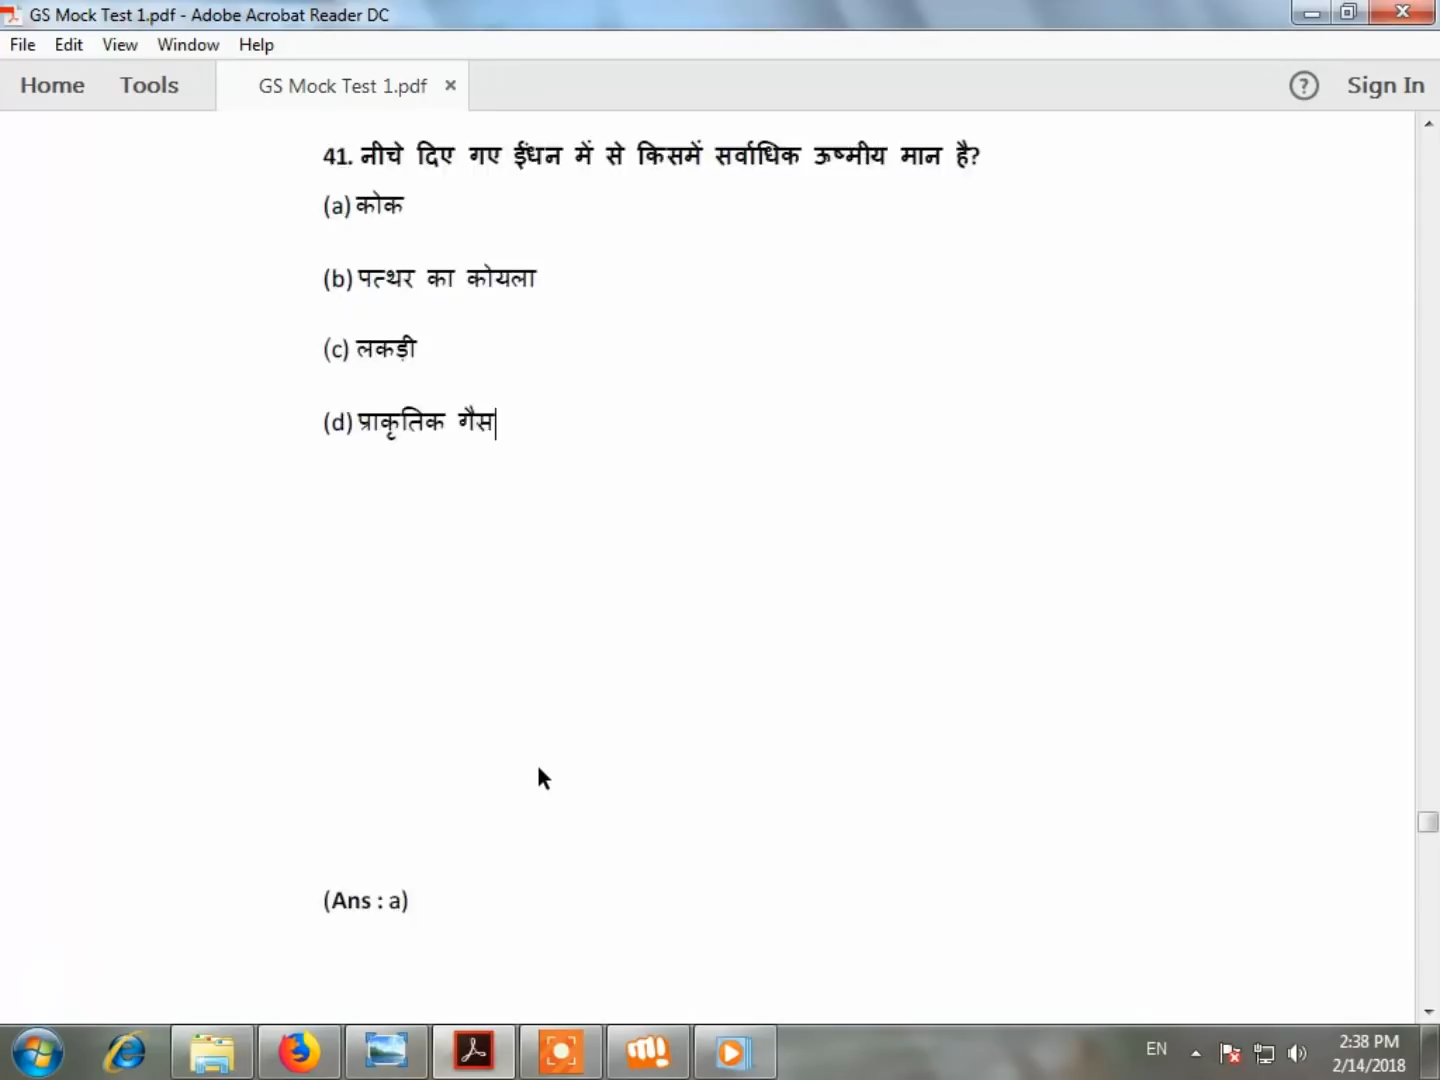 GS Mock Test 1.pdf - Adobe Acrobat Reader DC
File Edit View Window Help
Home Tools GS Mock Test 1.pdf × ? Sign In
41. नीचे दिए गए ईंधन में से किसमें सर्वाधिक ऊष्मीय मान है?
(a) कोक
(b) पत्थर का कोयला
(c) लकड़ी
(d) प्राकृतिक गैस
(Ans : a)
EN 2:38 PM
2/14/2018